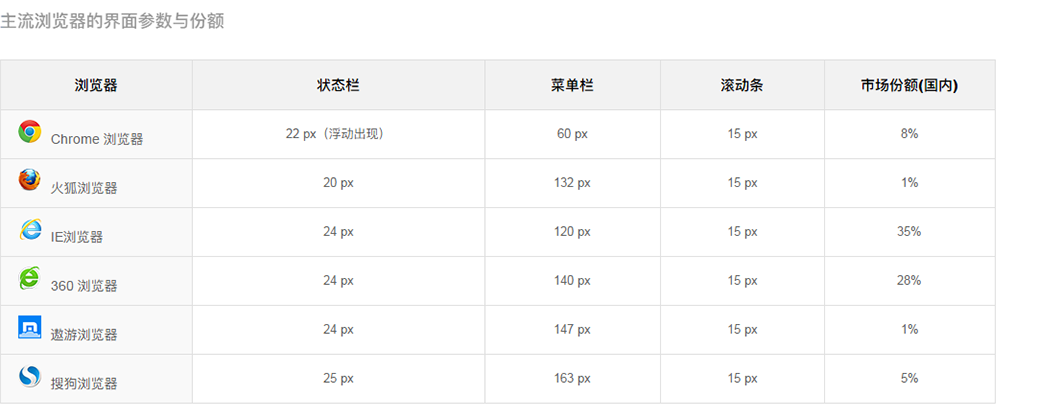 主流浏览器的界面参数与份额
浏览器 状态栏 菜单栏 滚动条 市场份额(国内)
Chrome 浏览器 22 px（浮动出现） 60 px 15 px 8%
火狐浏览器 20 px 132 px 15 px 1%
IE浏览器 24 px 120 px 15 px 35%
360 浏览器 24 px 140 px 15 px 28%
遨游浏览器 24 px 147 px 15 px 1%
搜狗浏览器 25 px 163 px 15 px 5%